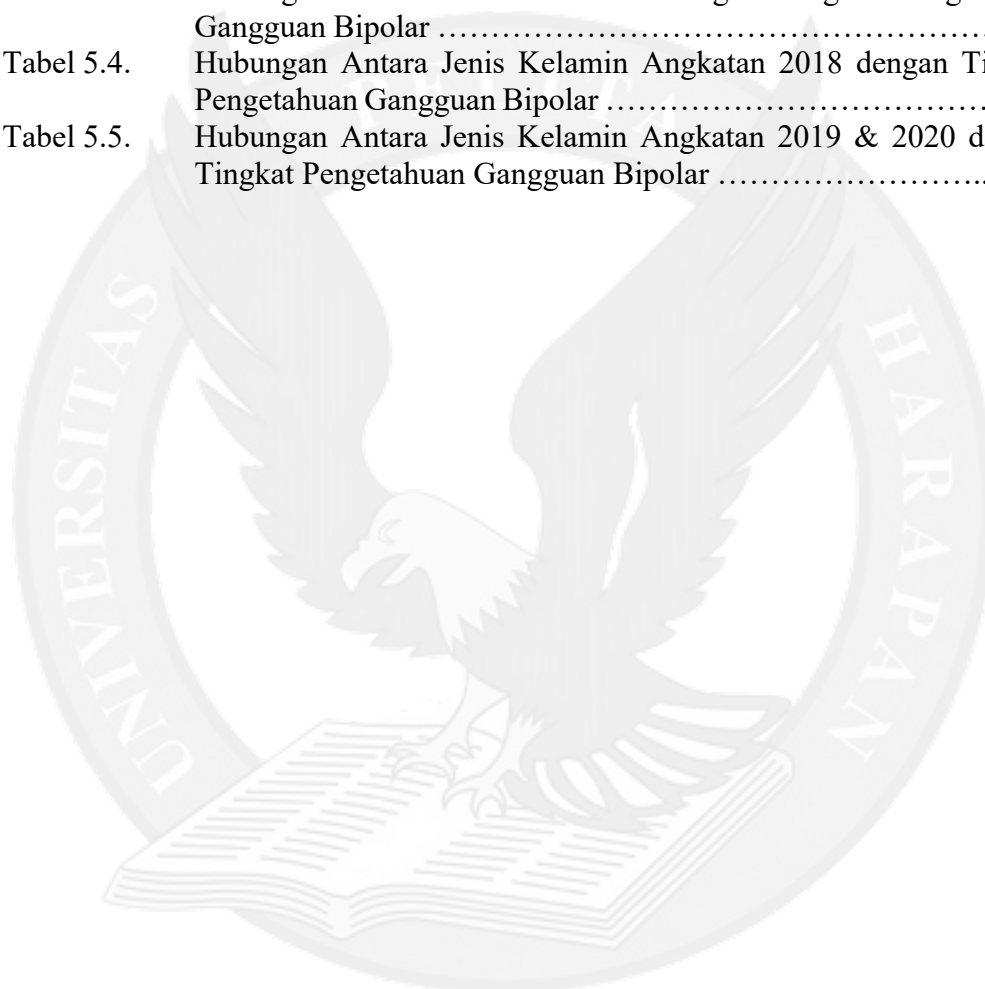 Gangguan Bipolar ……………………………………………
Tabel 5.4. Hubungan Antara Jenis Kelamin Angkatan 2018 dengan
Pengetahuan Gangguan Bipolar ………………………………
Tabel 5.5. Hubungan Antara Jenis Kelamin Angkatan 2019 & 2020
Tingkat Pengetahuan Gangguan Bipolar ……………………..
UNIVERSITAS
PELITA
HARAPAN